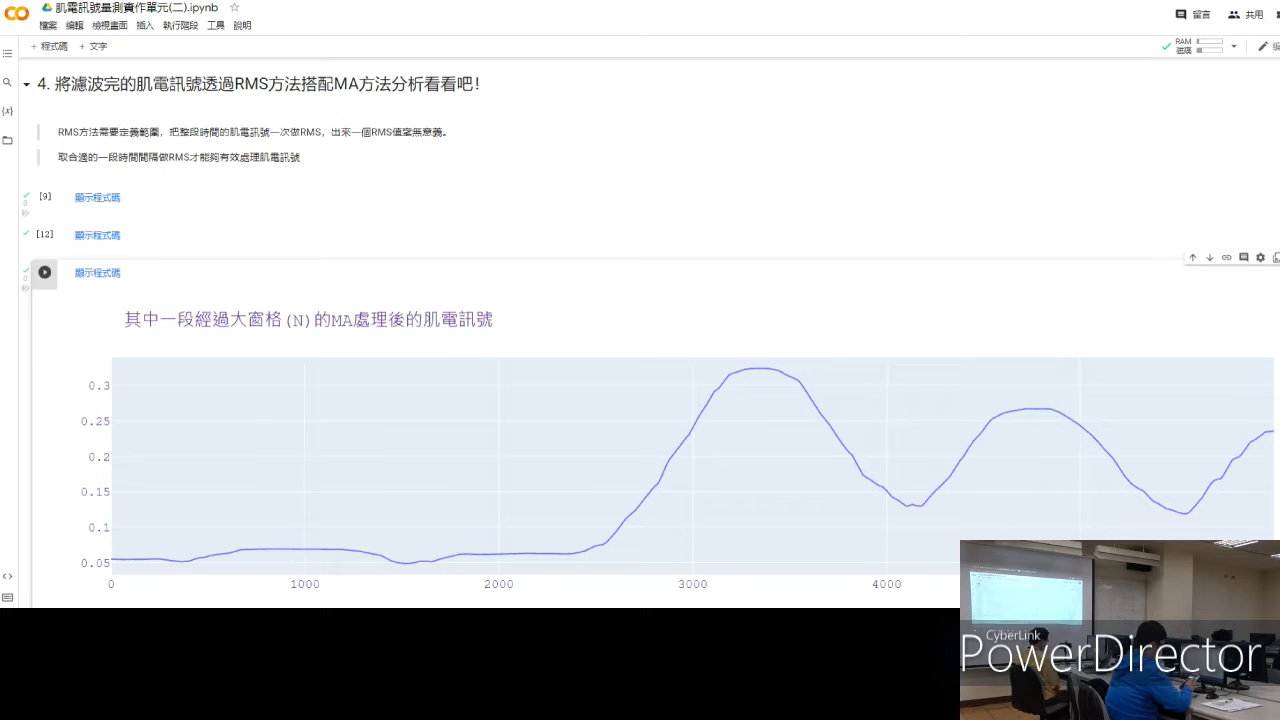 肌電訊號量測實作單元(二).ipynb
檔案 編輯 檢視畫面 插入 執行階段 工具 說明
留言 共用
+ 程式碼 + 文字
RAM
磁碟
4. 將濾波完的肌電訊號透過RMS方法搭配MA方法分析看看吧!
RMS方法需要定義範圍，把整段時間的肌電訊號一次做RMS，出來一個RMS值毫無意義。
取合適的一段時間間隔做RMS才能夠有效處理肌電訊號
[9] 顯示程式碼
0
秒
[12] 顯示程式碼
顯示程式碼
0
秒
其中一段經過大窗格(N)的MA處理後的肌電訊號
0.3
0.25
0.2
0.15
0.1
0.05
0 1000 2000 3000 4000
CyberLink
PowerDirector